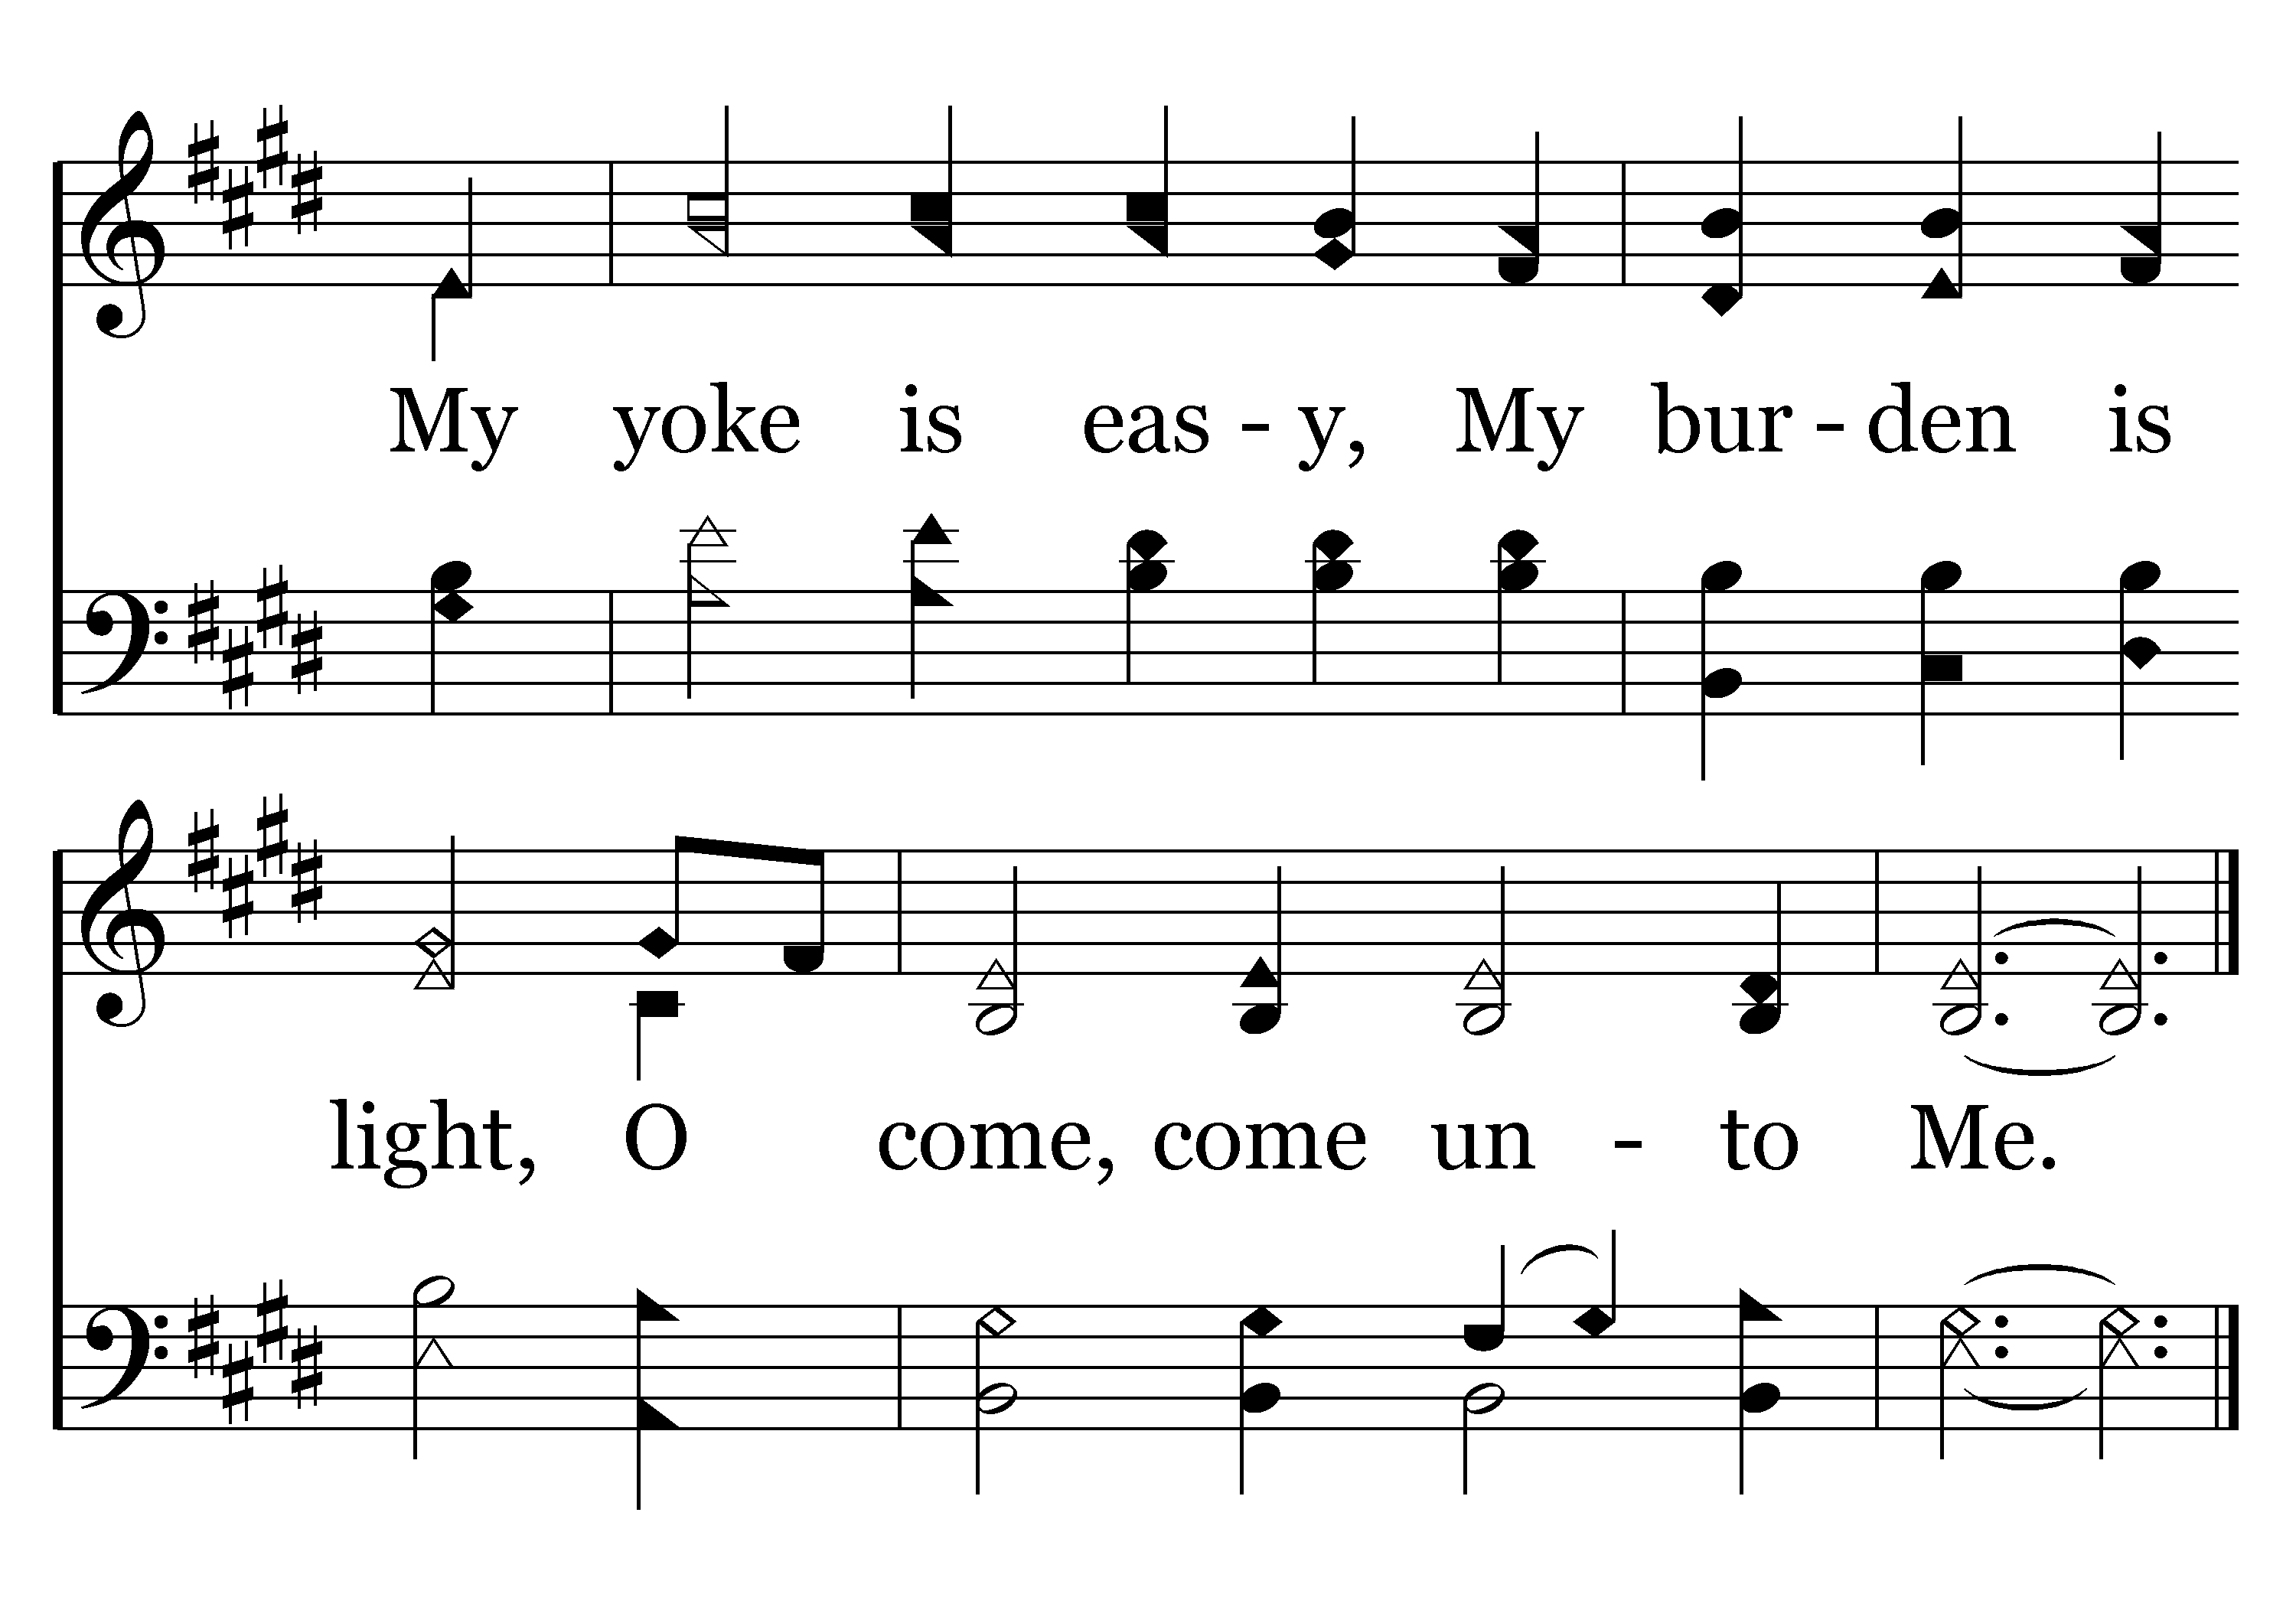 My yoke is eas - y, My bur - den is
light, O come, come un - to Me.